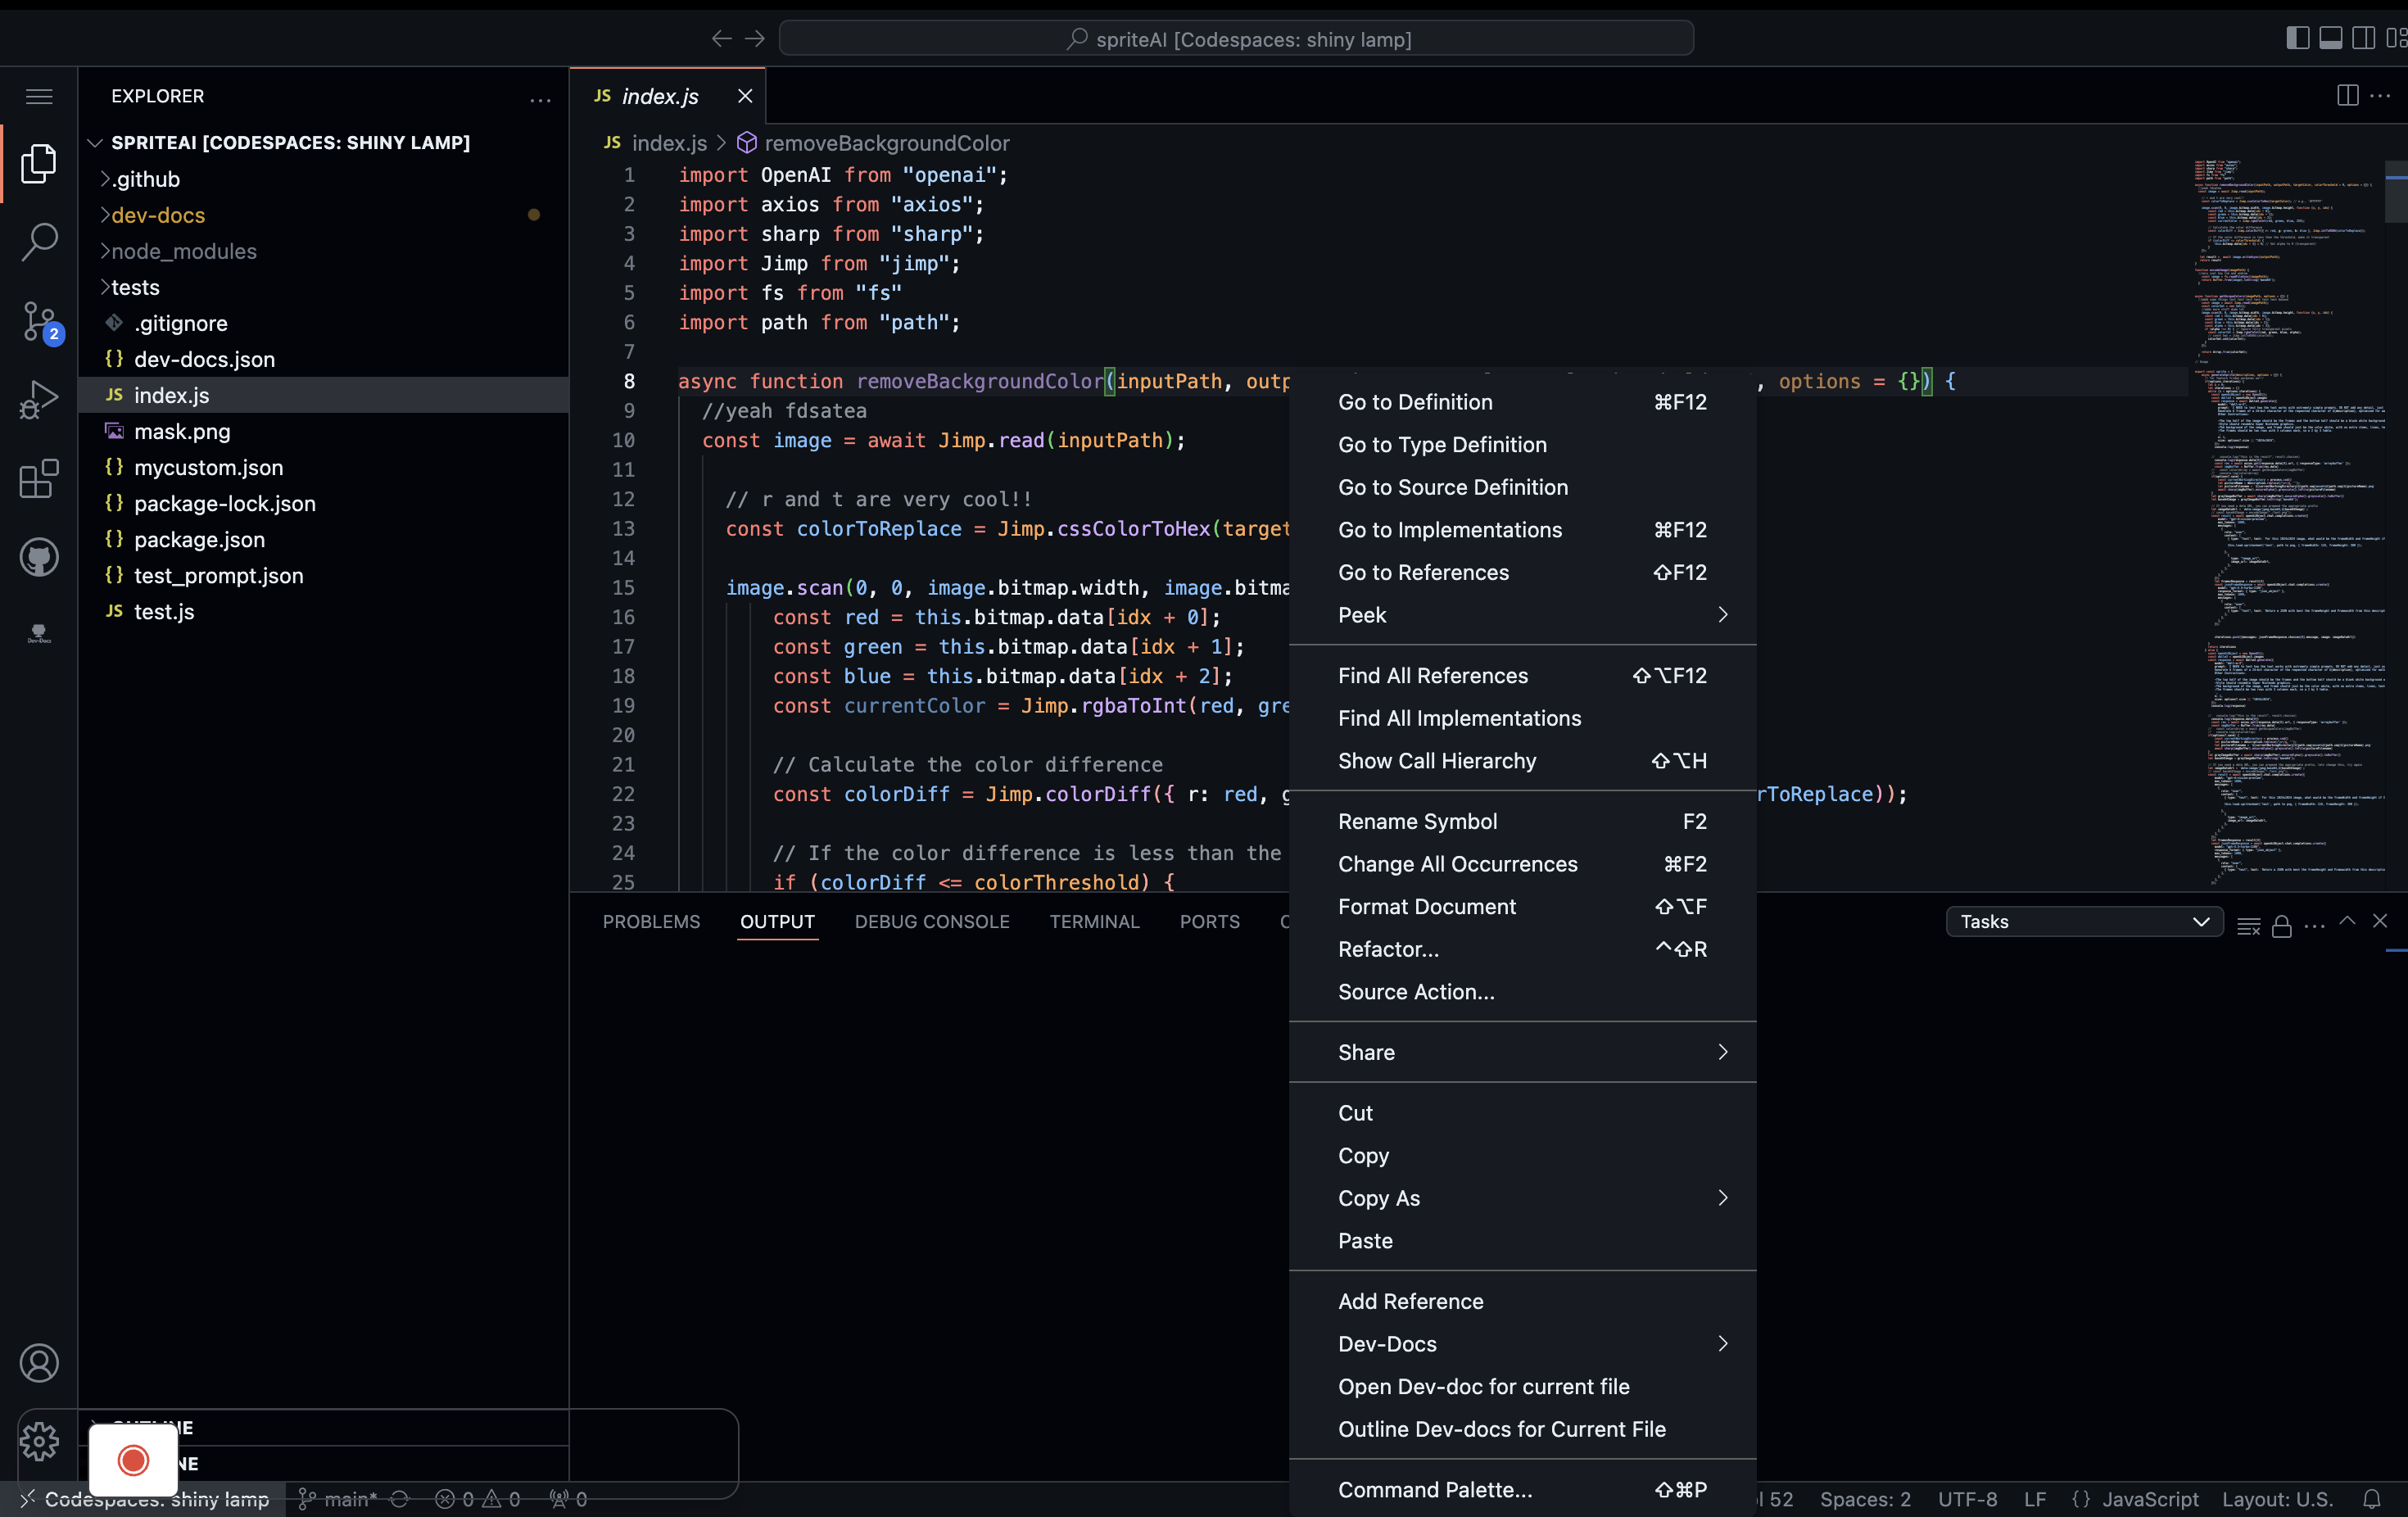 spriteAI [Codespaces: shiny lamp]
EXPLORER
SPRITEAI [CODESPACES: SHINY LAMP]
.github
dev-docs
node_modules
tests
.gitignore
{} dev-docs.json
JS index.js
mask.png
{} mycustom.json
{} package-lock.json
{} package.json
{} test_prompt.json
JS test.js
2
Dev-Docs
JS index.js
JS index.js > removeBackgroundColor
1 import OpenAI from "openai";
2 import axios from "axios";
3 import sharp from "sharp";
4 import Jimp from "jimp";
5 import fs from "fs"
6 import path from "path";
7
8 async function removeBackgroundColor(inputPath, outp , options = {}) {
9 //yeah fdsatea
10 const image = await Jimp.read(inputPath);
11
12 // r and t are very cool!!
13 const colorToReplace = Jimp.cssColorToHex(target
14
15 image.scan(0, 0, image.bitmap.width, image.bitma
16 const red = this.bitmap.data[idx + 0];
17 const green = this.bitmap.data[idx + 1];
18 const blue = this.bitmap.data[idx + 2];
19 const currentColor = Jimp.rgbaToInt(red, gre
20
21 // Calculate the color difference
22 const colorDiff = Jimp.colorDiff({ r: red, g rToReplace));
23
24 // If the color difference is less than the
25 if (colorDiff <= colorThreshold) {
Go to Definition ⌘F12
Go to Type Definition
Go to Source Definition
Go to Implementations ⌘F12
Go to References ⇧F12
Peek
Find All References ⇧⌥F12
Find All Implementations
Show Call Hierarchy ⇧⌥H
Rename Symbol F2
Change All Occurrences ⌘F2
Format Document ⇧⌥F
Refactor... ^⇧R
Source Action...
Share
Cut
Copy
Copy As
Paste
Add Reference
Dev-Docs
Open Dev-doc for current file
Outline Dev-docs for Current File
Command Palette... ⇧⌘P
PROBLEMS OUTPUT DEBUG CONSOLE TERMINAL PORTS
Tasks
Codespaces: shiny lamp main* 0 0 0
52 Spaces: 2 UTF-8 LF {} JavaScript Layout: U.S.